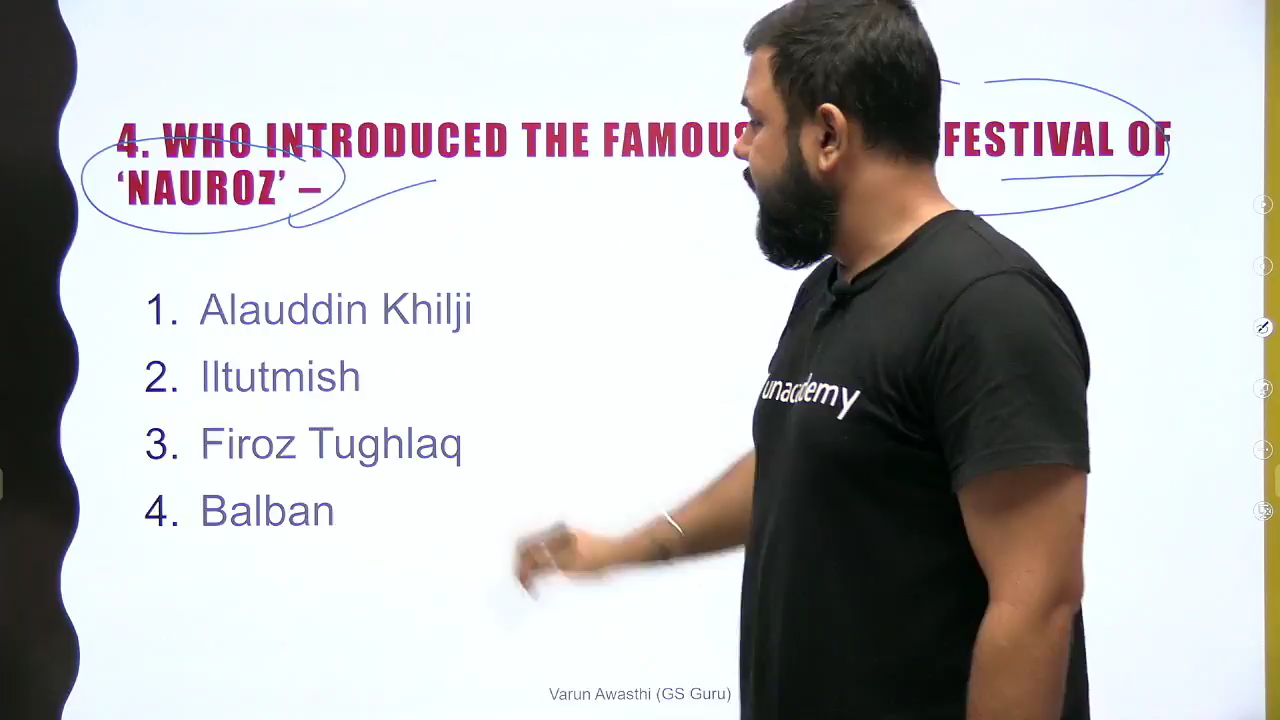 4. WHO INTRODUCED THE FAMOUS FESTIVAL OF
‘NAUROZ’ –
1. Alauddin Khilji
2. Iltutmish
3. Firoz Tughlaq
4. Balban
unacademy
Varun Awasthi (GS Guru)